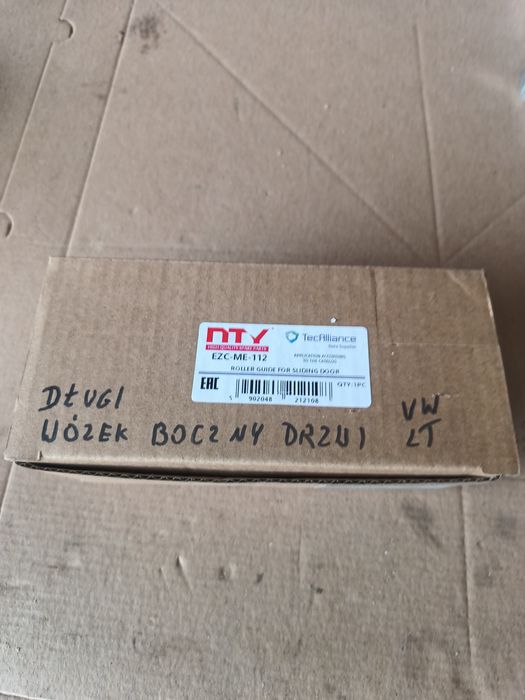 NTY
HIGH QUALITY SPARE PARTS
EZC-ME-112
TecAlliance
Data Supplier
APPLICATION ACCORDING
TO THE CATALOG
ROLLER GUIDE FOR SLIDING DOOR
EAC
QTY:1PC
5 902048 212108
DŁUGI
WÓZEK BOCZNY DRZWI
VW
LT